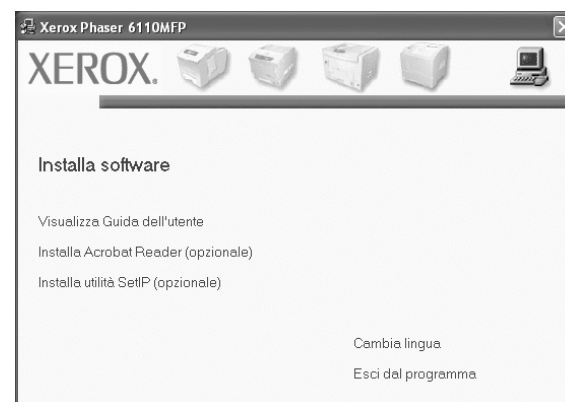 Xerox Phaser 6110MFP
XEROX.
Installa software
Visualizza Guida dell'utente
Installa Acrobat Reader (opzionale)
Installa utilità SetIP (opzionale)
Cambia lingua
Esci dal programma